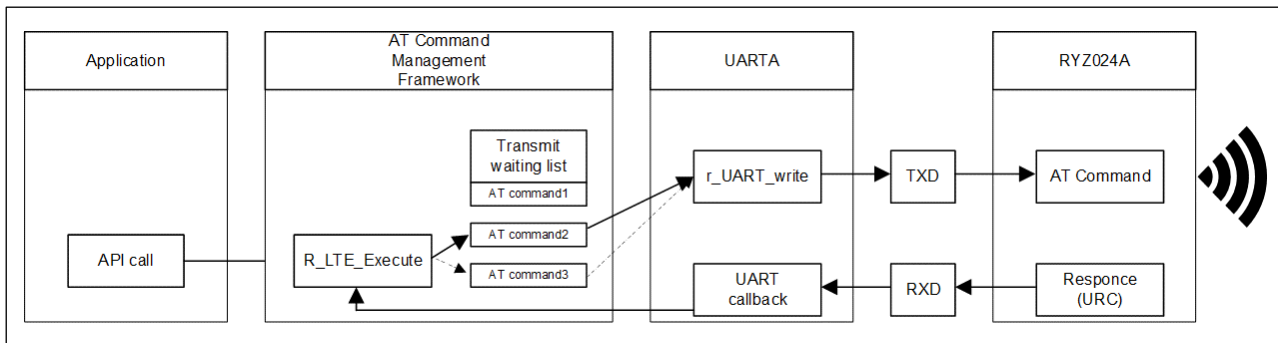 Application
AT Command
Management
Framework
UARTA
RYZ024A
Transmit
waiting list
AT command1
r_UART_write
TXD
AT Command
AT command2
API call
R_LTE_Execute
AT command3
UART
callback
RXD
Responce
(URC)